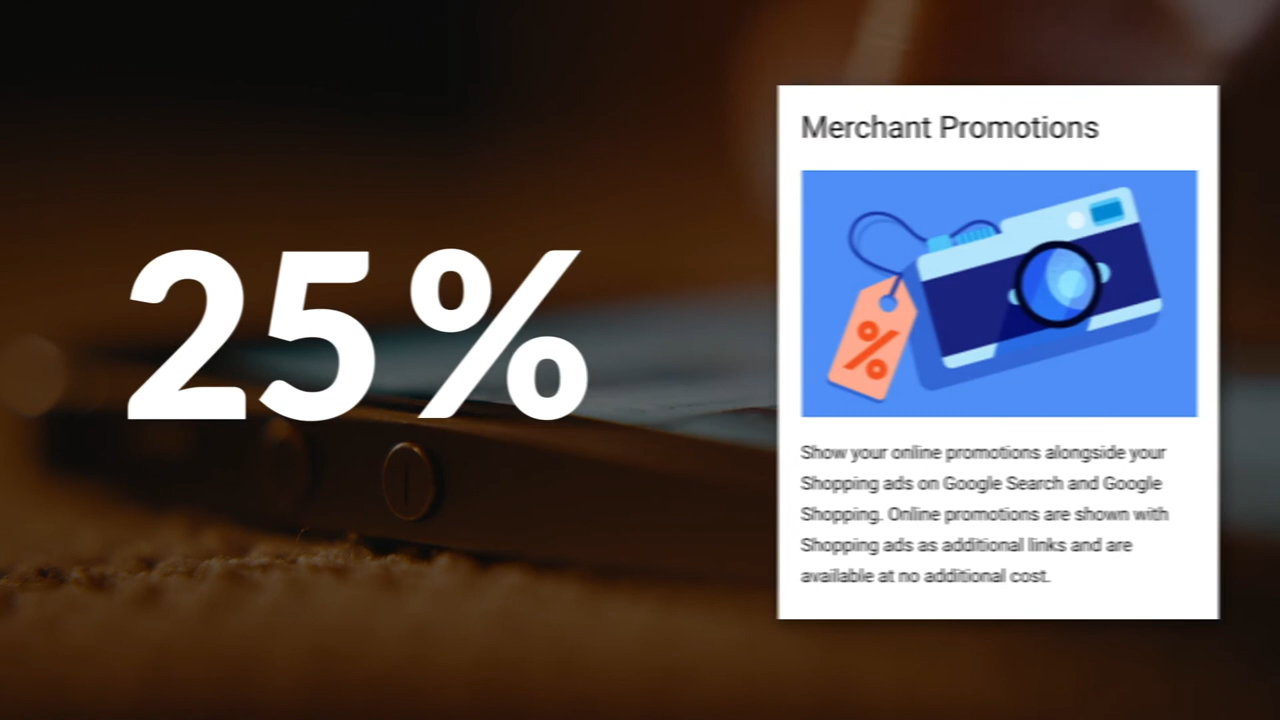 25%
Merchant Promotions
%
Show your online promotions alongside your
Shopping ads on Google Search and Google
Shopping. Online promotions are shown with
Shopping ads as additional links and are
available at no additional cost.